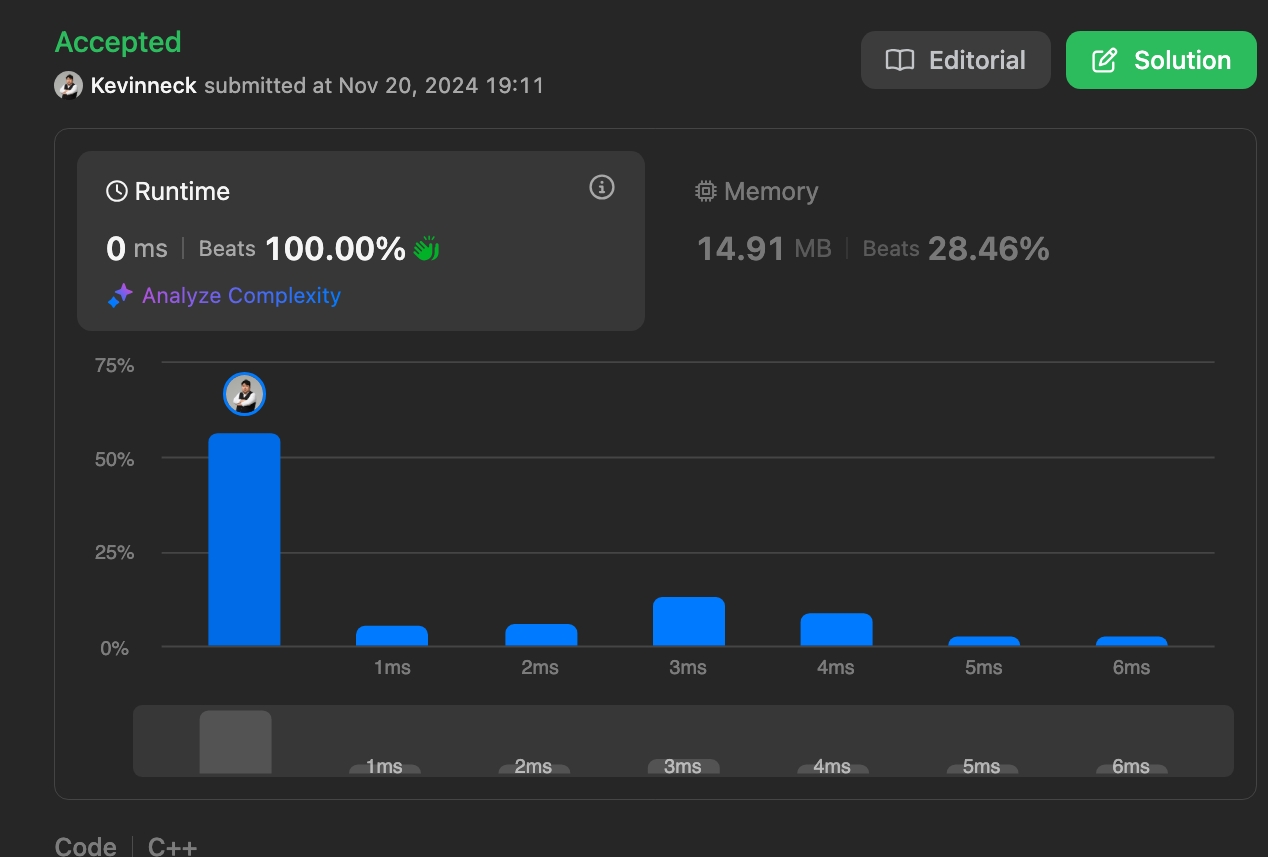 Accepted
Editorial
Solution
Kevinneck submitted at Nov 20, 2024 19:11
Runtime
0 ms | Beats 100.00%
Analyze Complexity
Memory
14.91 MB | Beats 28.46%
75%
50%
25%
0%
1ms 2ms 3ms 4ms 5ms 6ms
1ms 2ms 3ms 4ms 5ms 6ms
Code | C++